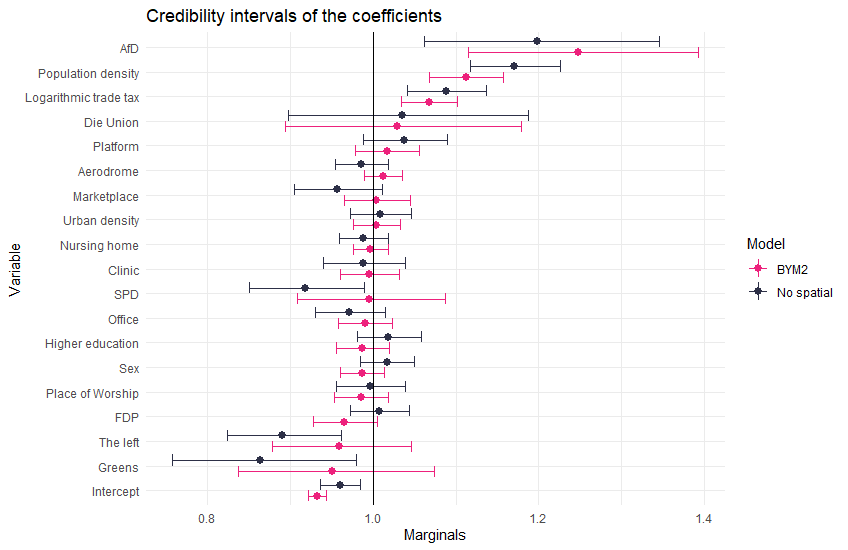 Credibility intervals of the coefficients
Variable
AfD
Population density
Logarithmic trade tax
Die Union
Platform
Aerodrome
Marketplace
Urban density
Nursing home
Clinic
SPD
Office
Higher education
Sex
Place of Worship
FDP
The left
Greens
Intercept
0.8 1.0 1.2 1.4
Marginals
Model
BYM2
No spatial